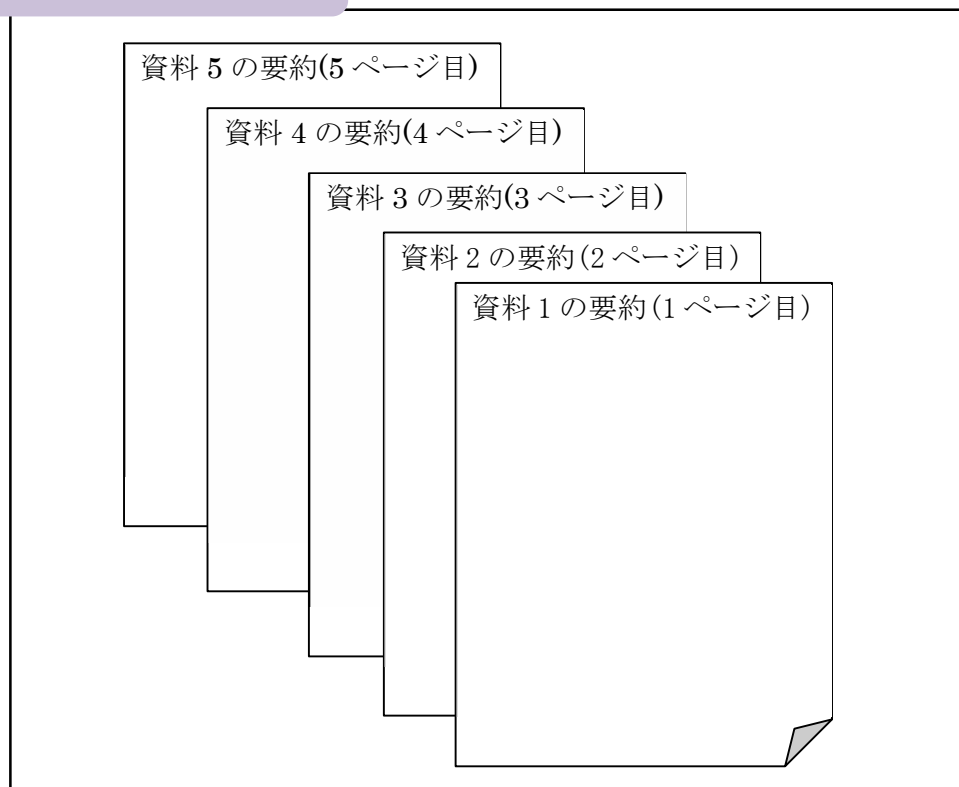 資料 5 の要約(5 ページ目)
資料 4 の要約(4 ページ目)
資料 3 の要約(3 ページ目)
資料 2 の要約(2 ページ目)
資料 1 の要約(1 ページ目)